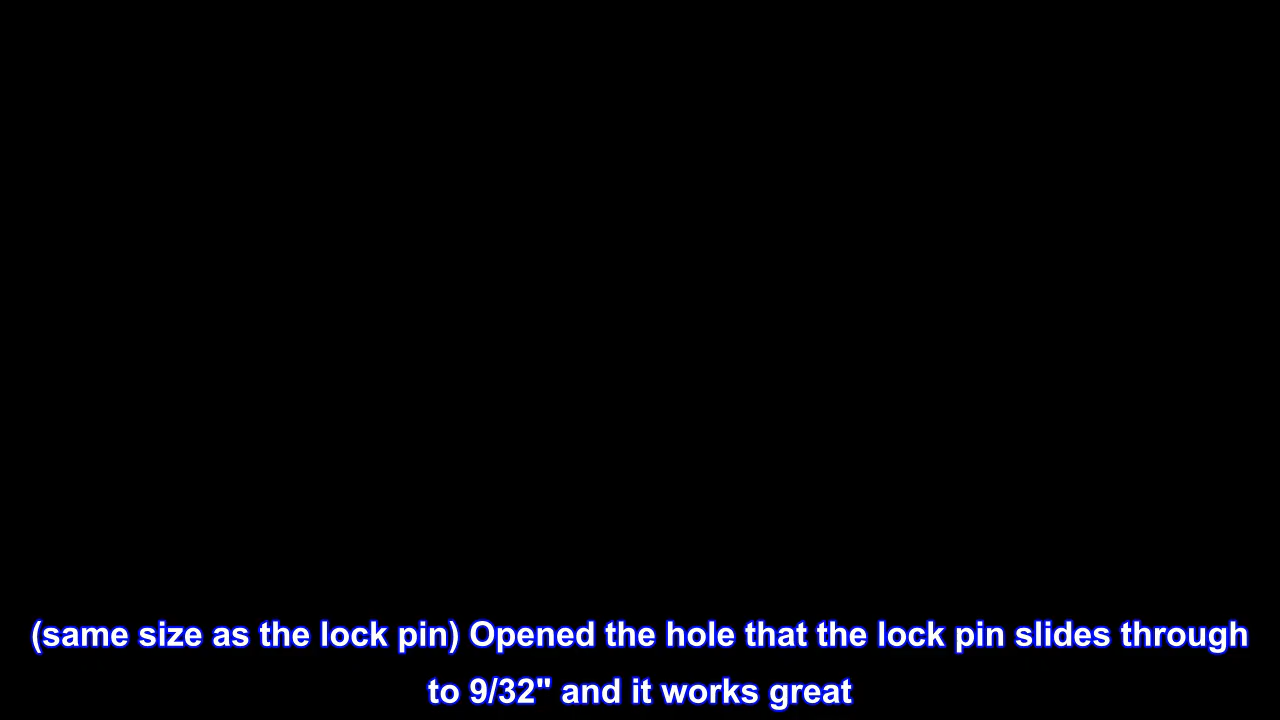 (same size as the lock pin) Opened the hole that the lock pin slides through
to 9/32" and it works great